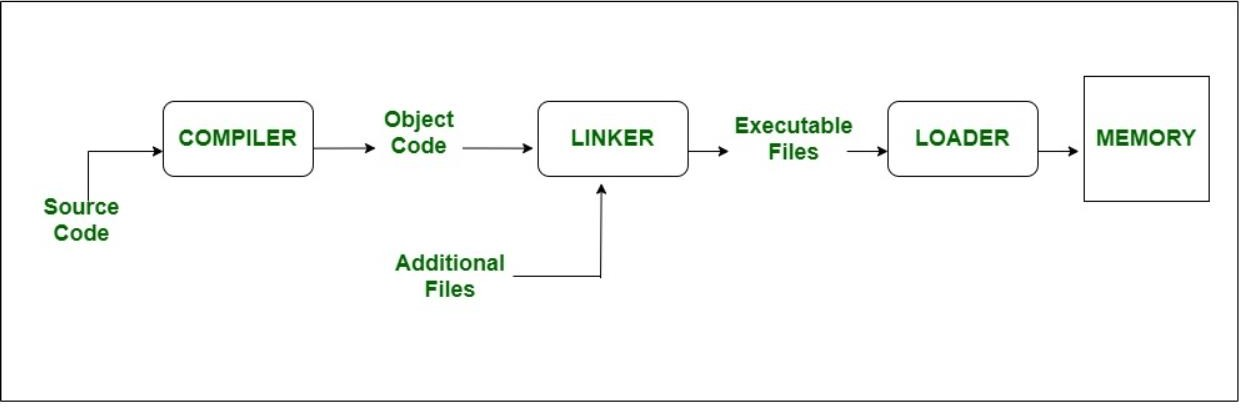 Source
Code
COMPILER
Object
Code
Additional
Files
LINKER
Executable
Files
LOADER
MEMORY